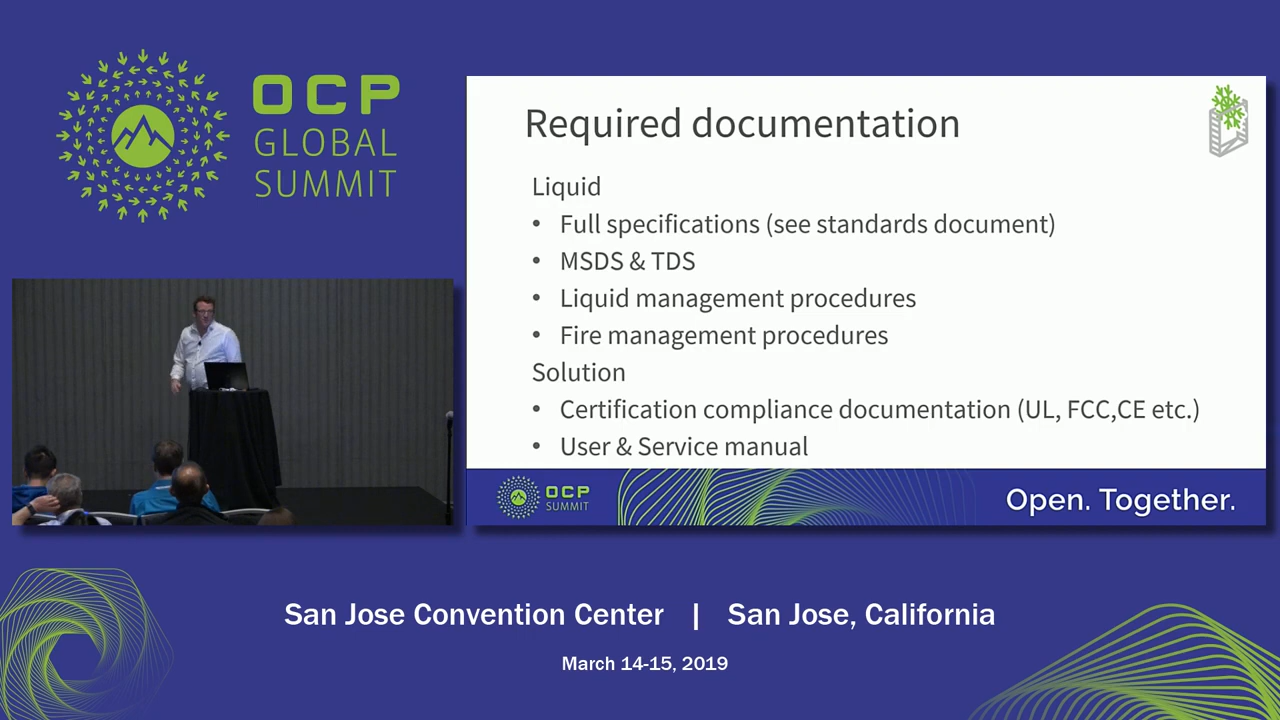 OCP
GLOBAL
SUMMIT
Required documentation
Liquid
• Full specifications (see standards document)
• MSDS & TDS
• Liquid management procedures
• Fire management procedures
Solution
• Certification compliance documentation (UL, FCC,CE etc.)
• User & Service manual
OCP
SUMMIT
Open. Together.
San Jose Convention Center | San Jose, California
March 14-15, 2019